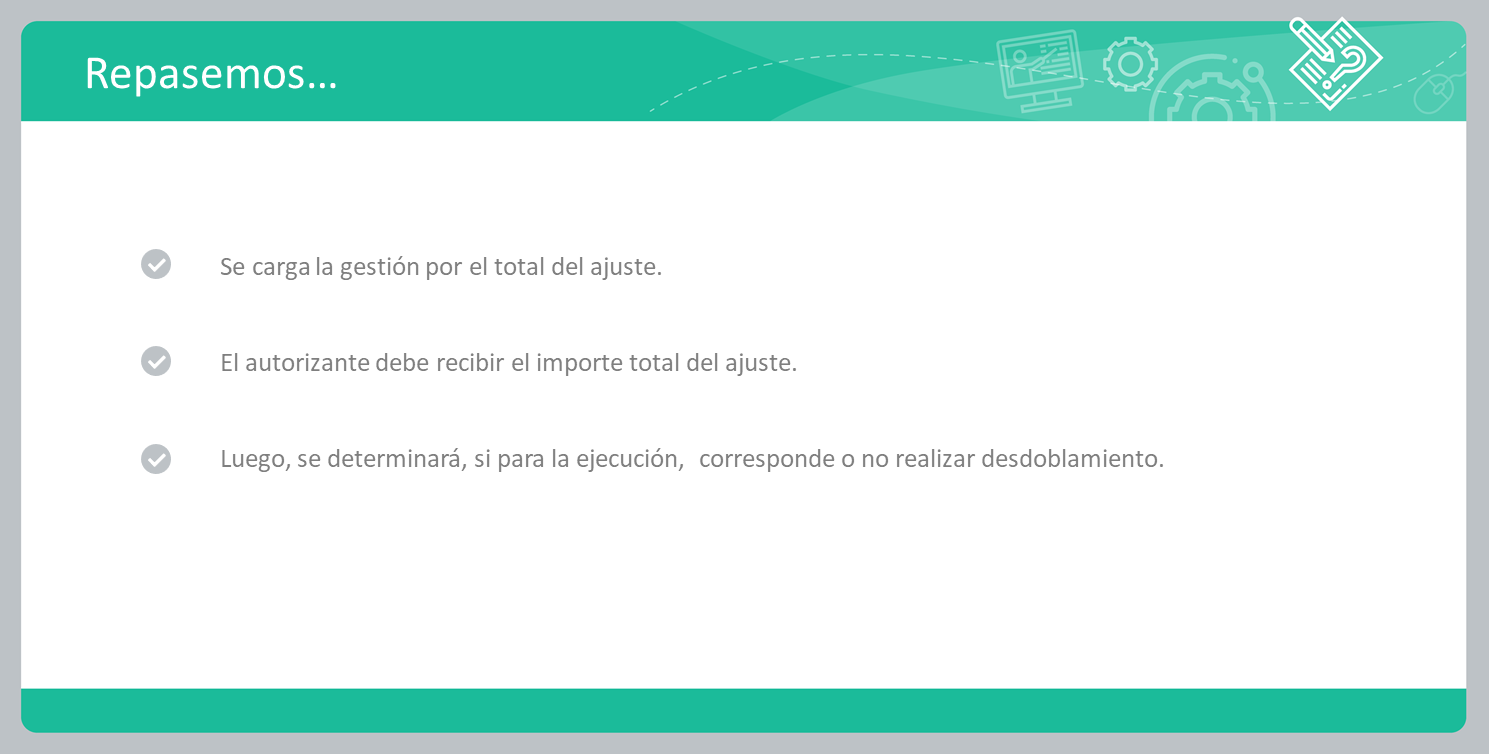 Repasemos...
Se carga la gestión por el total del ajuste.
El autorizante debe recibir el importe total del ajuste.
Luego, se determinará, si para la ejecución,  corresponde o no realizar desdoblamiento.